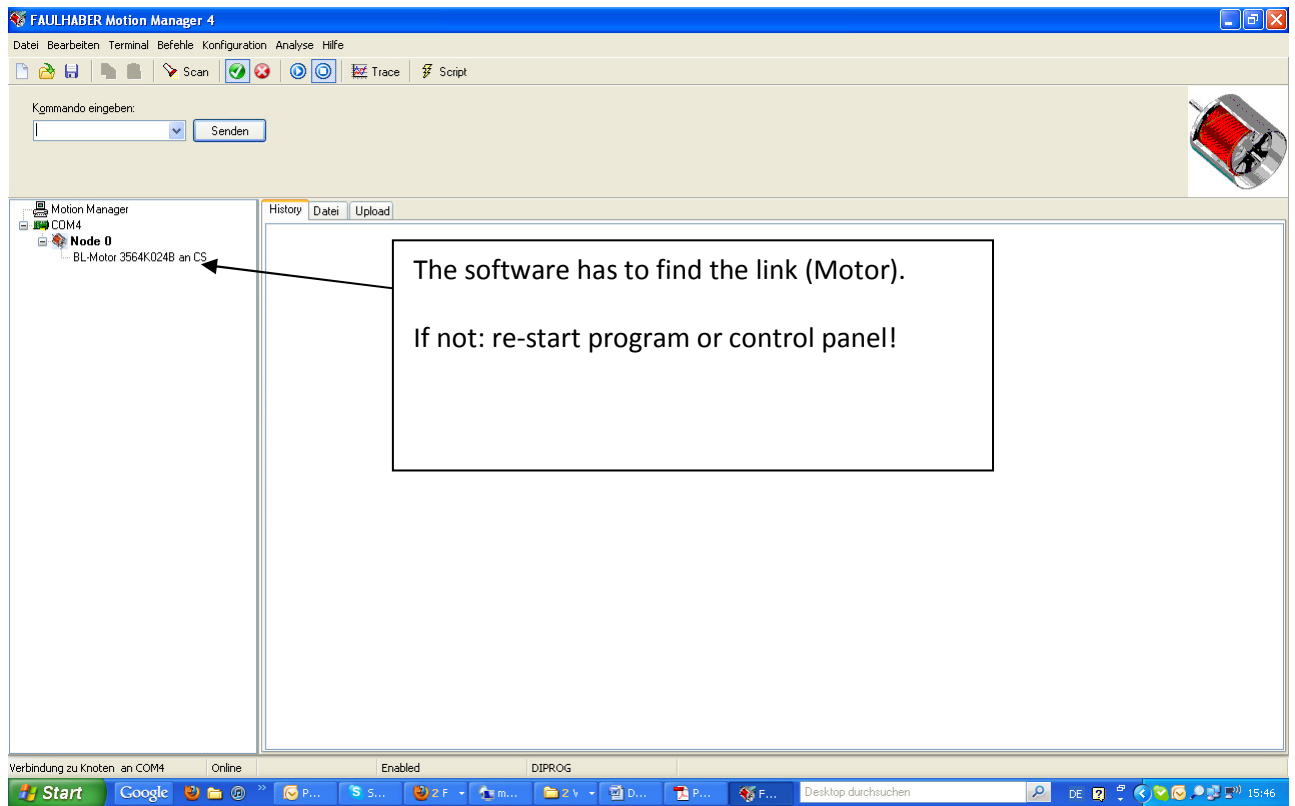 FAULHABER Motion Manager 4
Datei Bearbeiten Terminal Befehle Konfiguration Analyse Hilfe
Scan Trace Script
Kommando eingeben:
Senden
Motion Manager
COM4
Node 0
BL-Motor 3564K024B an CS
History Datei Upload
The software has to find the link (Motor).
If not: re-start program or control panel!
Verbindung zu Knoten an COM4 Online Enabled DIPROG
Start Google » P... S S... 2 F m... 2 V D... P... F... Desktop durchsuchen DE 15:46